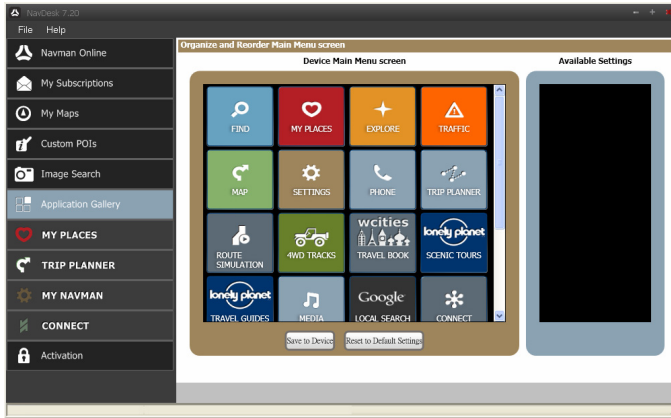 NavDesk 7.20
File Help
Navman Online
My Subscriptions
My Maps
Custom POIs
Image Search
Application Gallery
MY PLACES
TRIP PLANNER
MY NAVMAN
CONNECT
Activation
Organize and Reorder Main Menu screen
Device Main Menu screen
Available Settings
FIND
MY PLACES
EXPLORE
TRAFFIC
MAP
SETTINGS
PHONE
TRIP PLANNER
ROUTE
SIMULATION
4WD TRACKS
wcities
TRAVEL BOOK
lonely planet
SCENIC TOURS
lonely planet
TRAVEL GUIDES
MEDIA
Google
LOCAL SEARCH
CONNECT
Save to Device
Reset to Default Settings